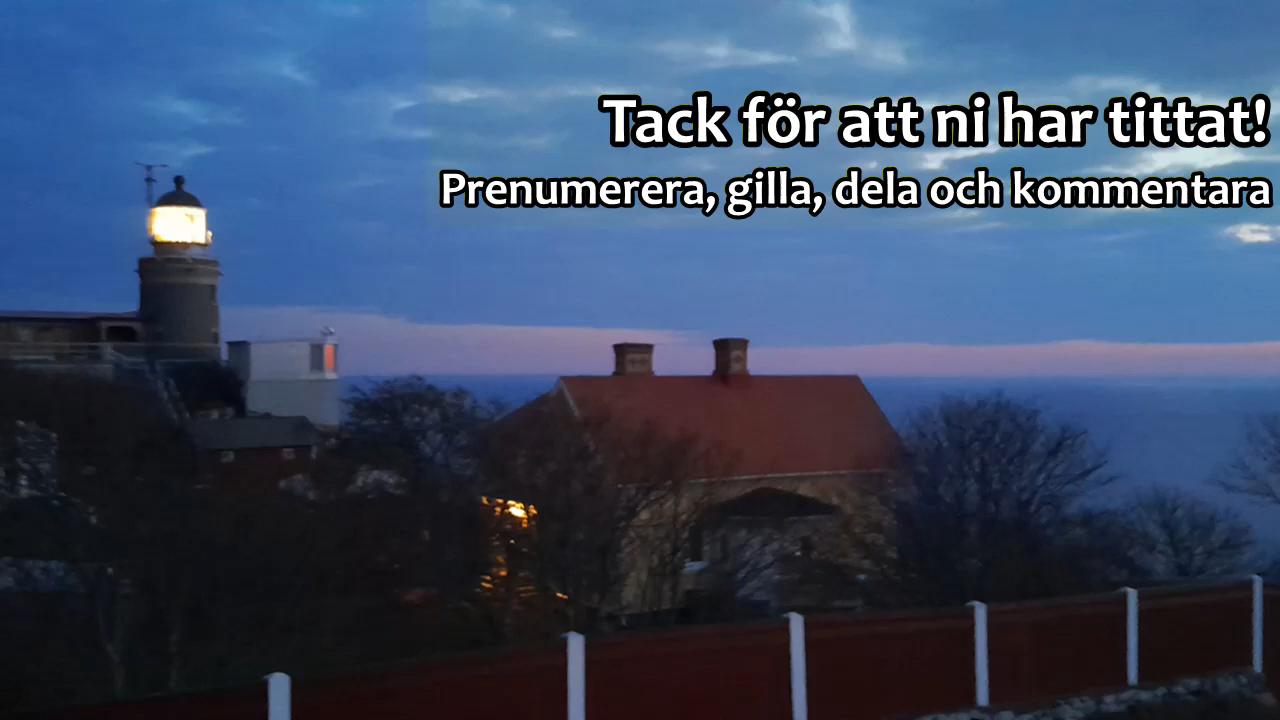 Tack för att ni har tittat!
Prenumerera, gilla, dela och kommentara